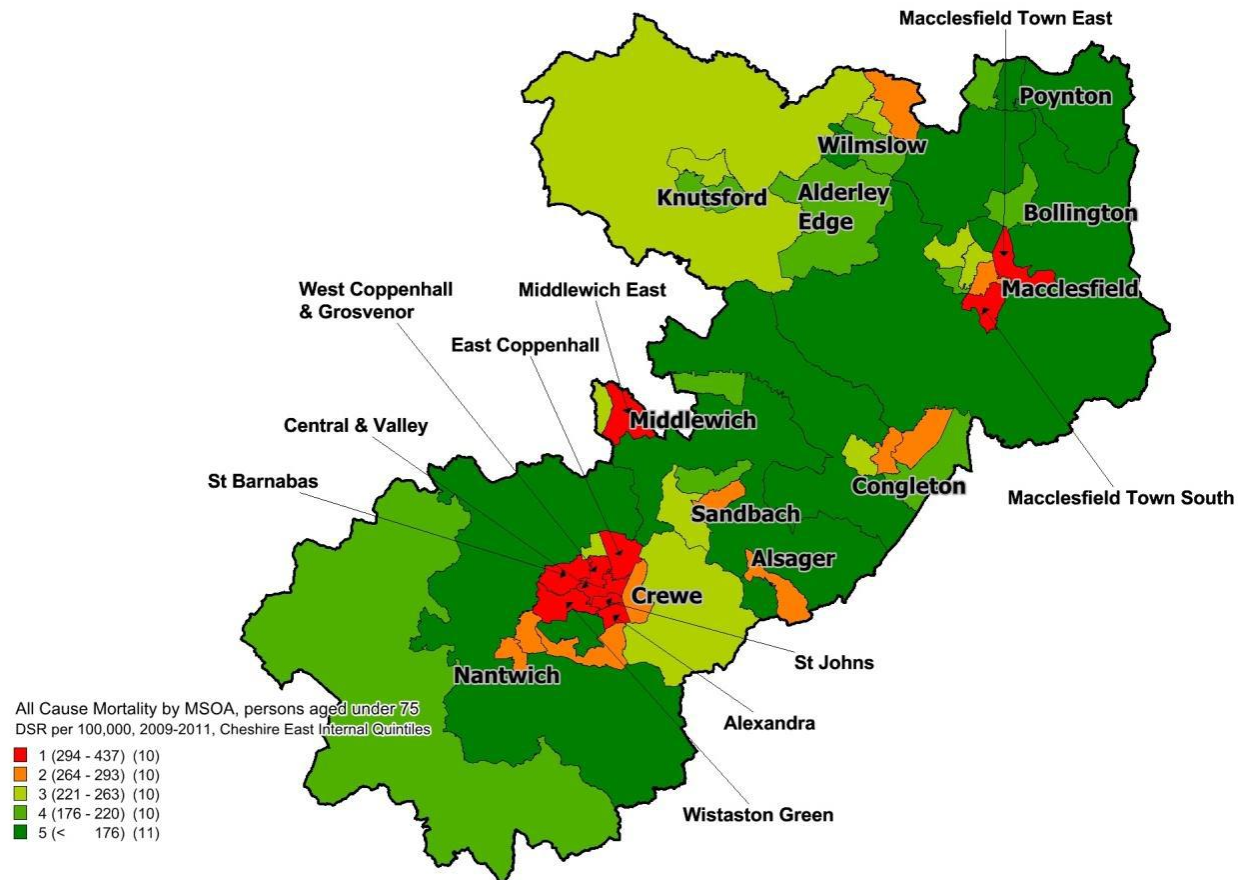 Macclesfield Town East
Poynton
Wilmslow
Knutsford
Alderley
Edge
Bollington
Macclesfield
West Coppenhall
& Grosvenor
Middlewich East
East Coppenhall
Middlewich
Central & Valley
St Barnabas
Congleton
Macclesfield Town South
Sandbach
Alsager
Crewe
St Johns
Nantwich
Alexandra
Wistaston Green
All Cause Mortality by MSOA, persons aged under 75
DSR per 100,000, 2009-2011, Cheshire East Internal Quintiles
1 (294 - 437) (10)
2 (264 - 293) (10)
3 (221 - 263) (10)
4 (176 - 220) (10)
5 (< 176) (11)